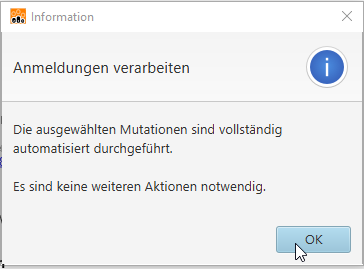 Information
Anmeldungen verarbeiten
Die ausgewählten Mutationen sind vollständig
automatisiert durchgeführt.
Es sind keine weiteren Aktionen notwendig.
OK